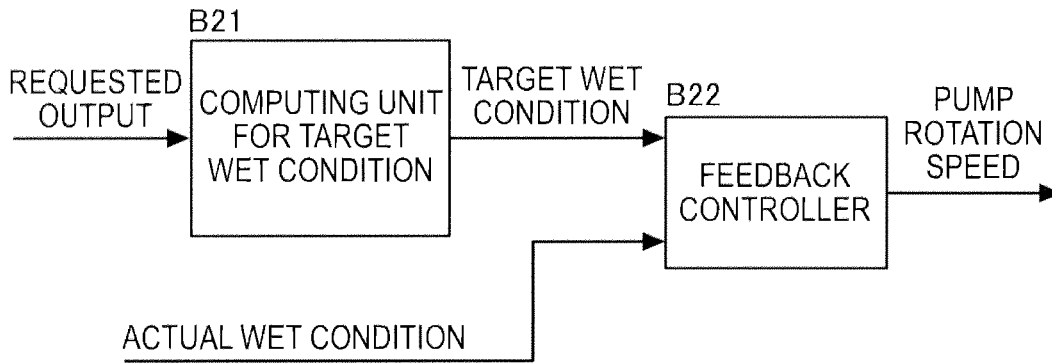 B21
REQUESTED
OUTPUT
COMPUTING UNIT
FOR TARGET
WET CONDITION
TARGET WET
CONDITION
B22
FEEDBACK
CONTROLLER
PUMP
ROTATION
SPEED
ACTUAL WET CONDITION